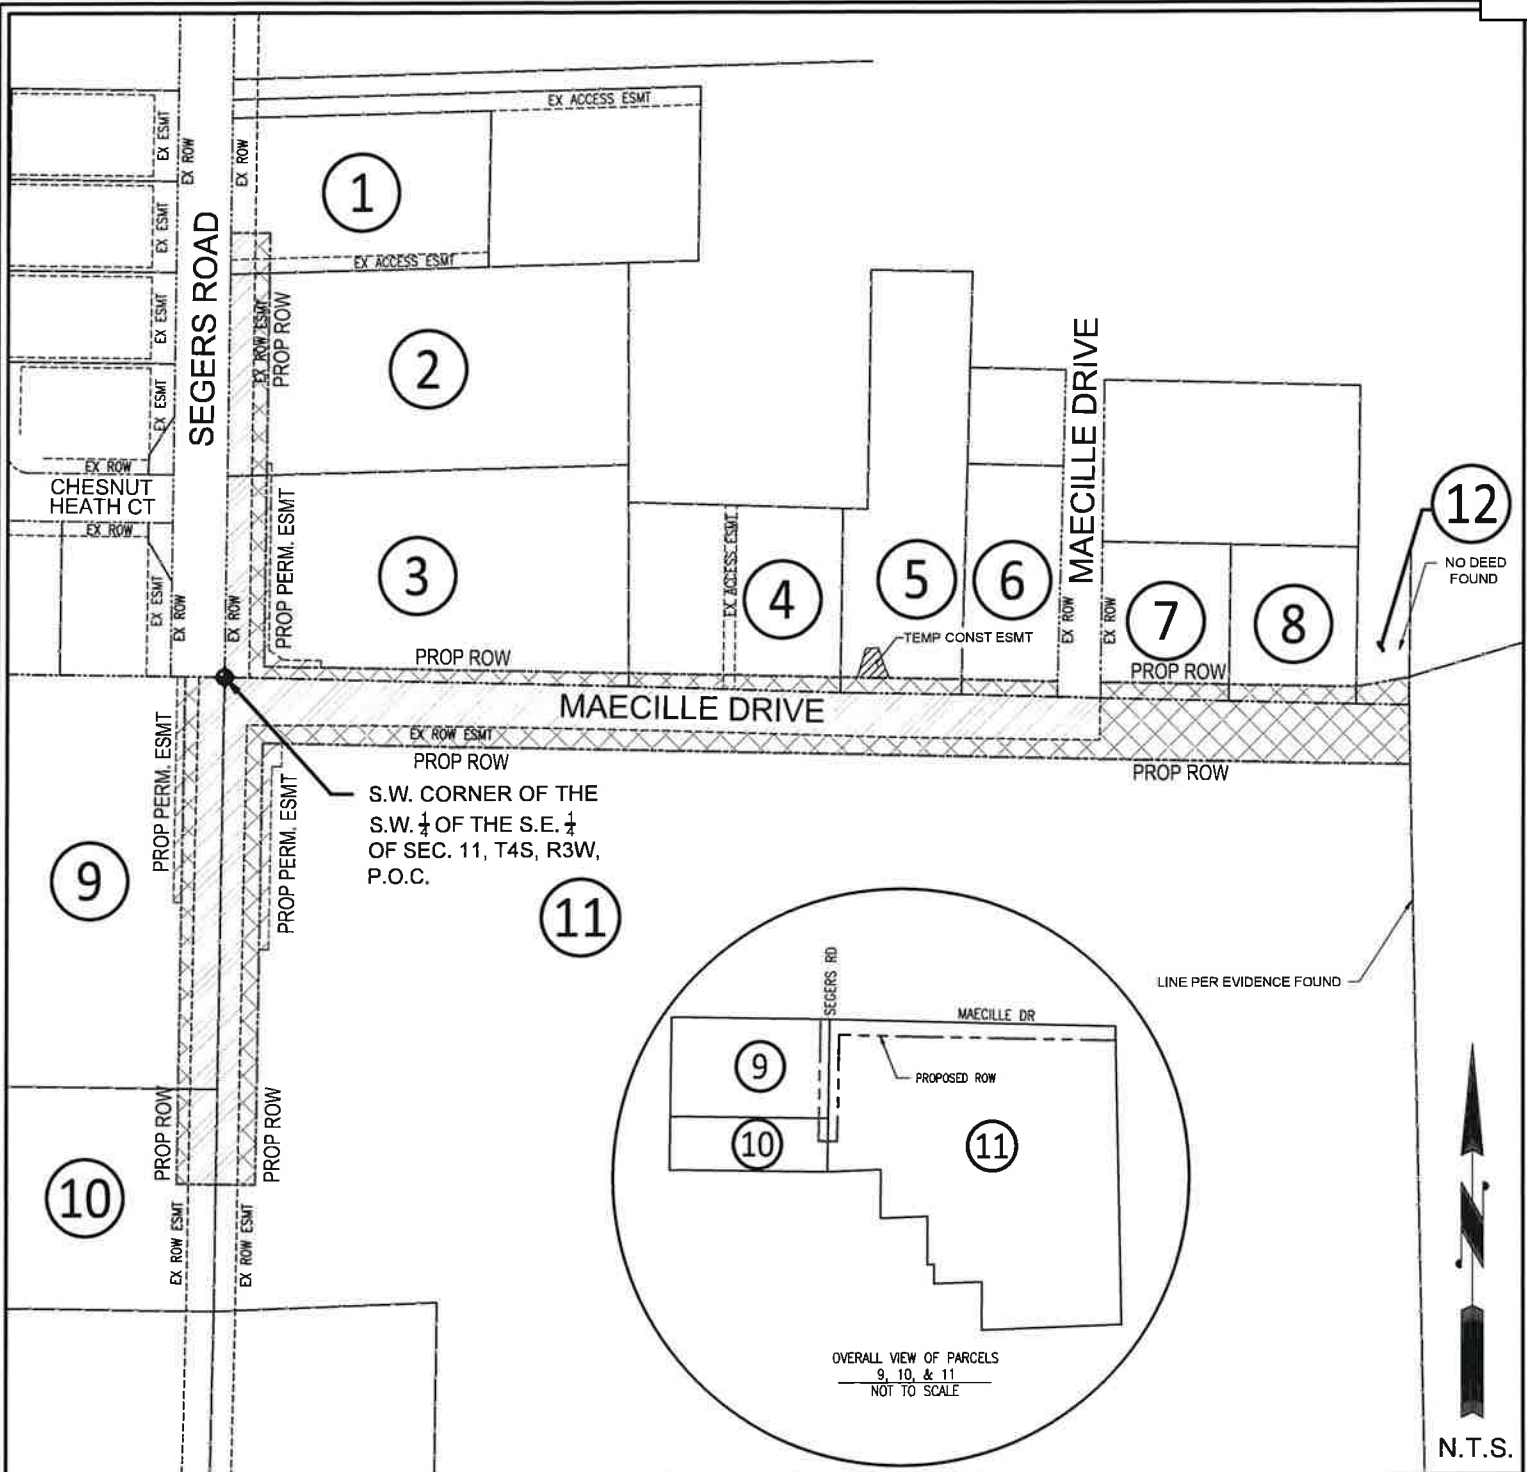 EX ACCESS ESMT
EX ESMT
EX ROW
EX ROW
1
EX ESMT
SEGERS ROAD
EX ACCESS ESMT
EX ESMT
EX ROW ESMT
PROP ROW
2
MAECILLE DRIVE
EX ESMT
EX ROW
CHESNUT
HEATH CT
EX ROW
12
NO DEED
FOUND
PROP PERM. ESMT
3
EX ACCESS ESMT
4
5
6
7
8
EX ESMT
EX ROW
EX ROW
EX ROW
EX ROW
TEMP CONST ESMT
PROP ROW
PROP ROW
MAECILLE DRIVE
EX ROW ESMT
PROP ROW
PROP ROW
PROP PERM. ESMT
PROP PERM. ESMT
S.W. CORNER OF THE
S.W. 1/4 OF THE S.E. 1/4
OF SEC. 11, T4S, R3W,
P.O.C.
9
11
LINE PER EVIDENCE FOUND
SEGERS RD
MAECILLE DR
9
PROPOSED ROW
10
11
PROP ROW
PROP ROW
10
EX ROW ESMT
EX ROW ESMT
OVERALL VIEW OF PARCELS
9, 10, & 11
NOT TO SCALE
N
N.T.S.